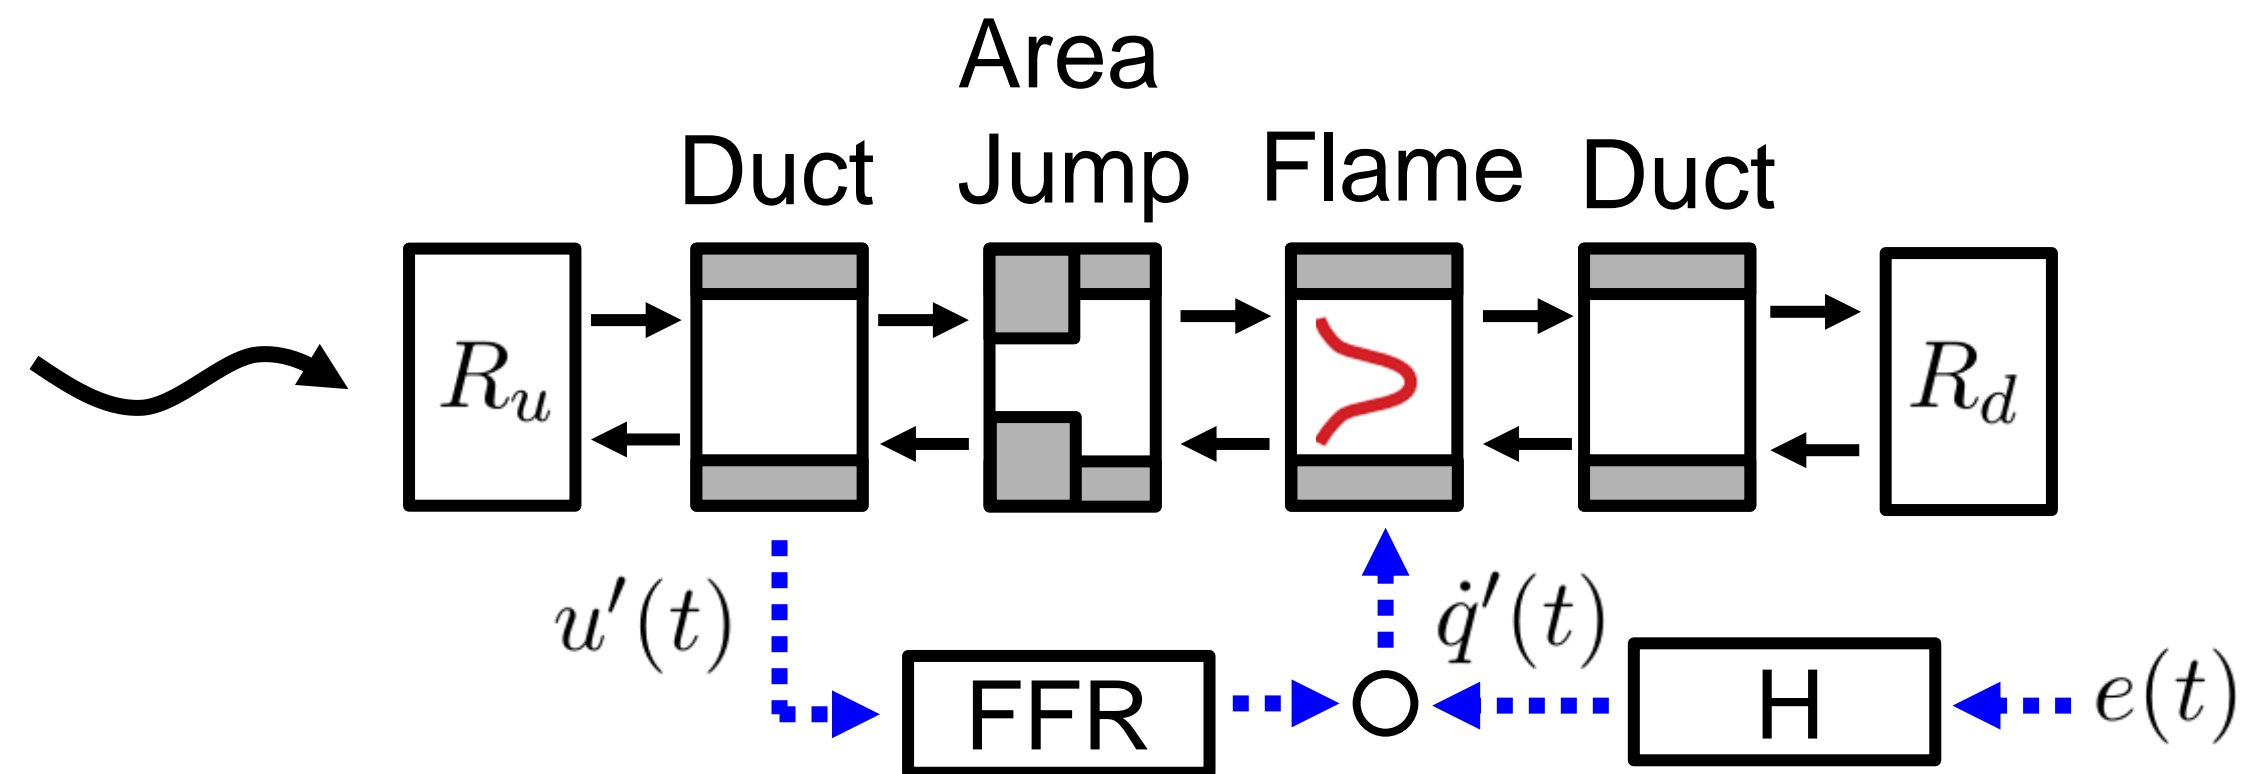 Area
Duct Jump Flame Duct
R_u R_d
u′(t) q̇′(t)
FFR H e(t)